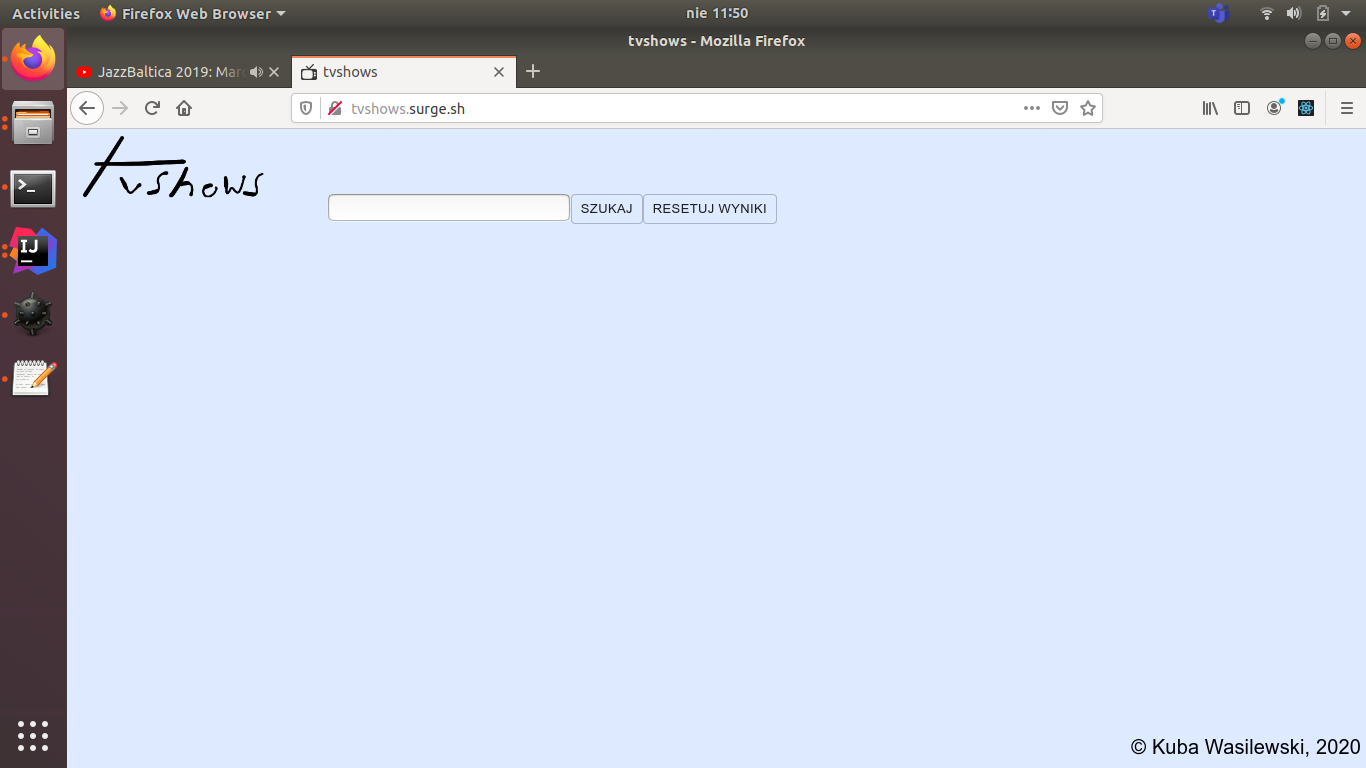 Activities Firefox Web Browser nie 11:50
tvshows - Mozilla Firefox
JazzBaltica 2019: Mar tvshows
tvshows.surge.sh
tvshows
SZUKAJ RESETUJ WYNIKI
IJ
© Kuba Wasilewski, 2020